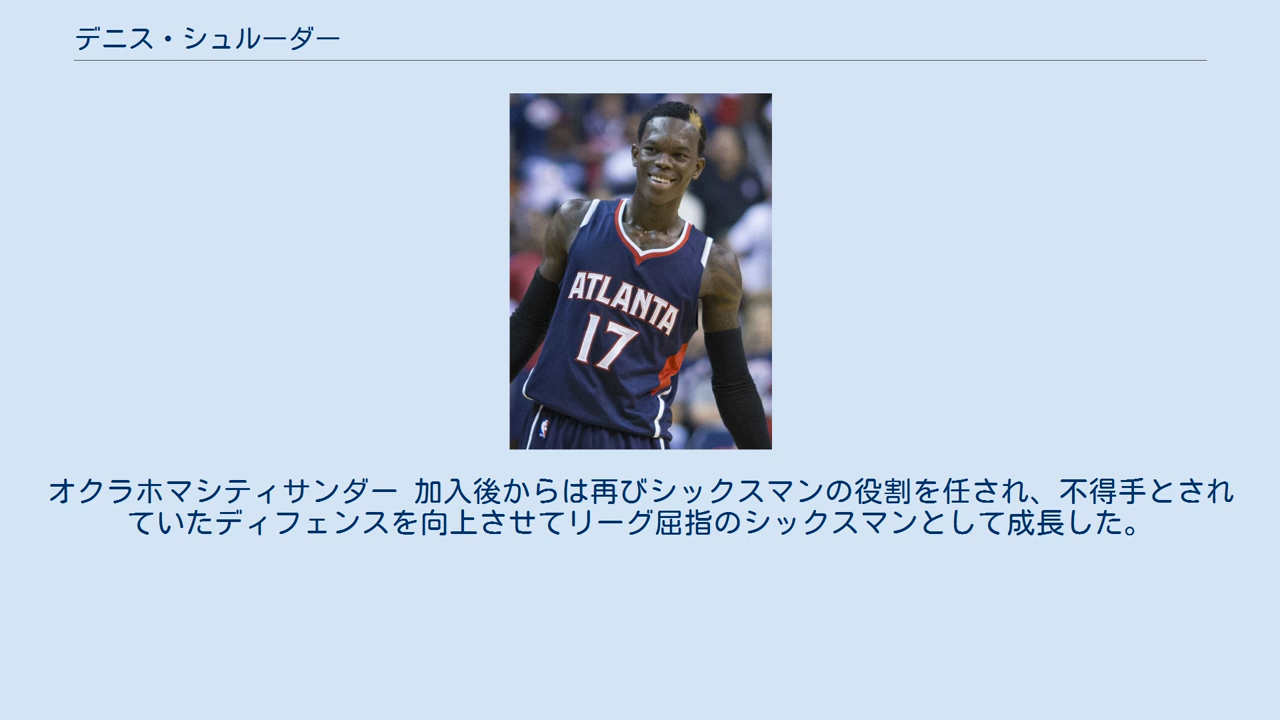 デニス・シュルーダー
ATLANTA
17
オクラホマシティサンダー 加入後からは再びシックスマンの役割を任され、不得手とされ
ていたディフェンスを向上させてリーグ屈指のシックスマンとして成長した。